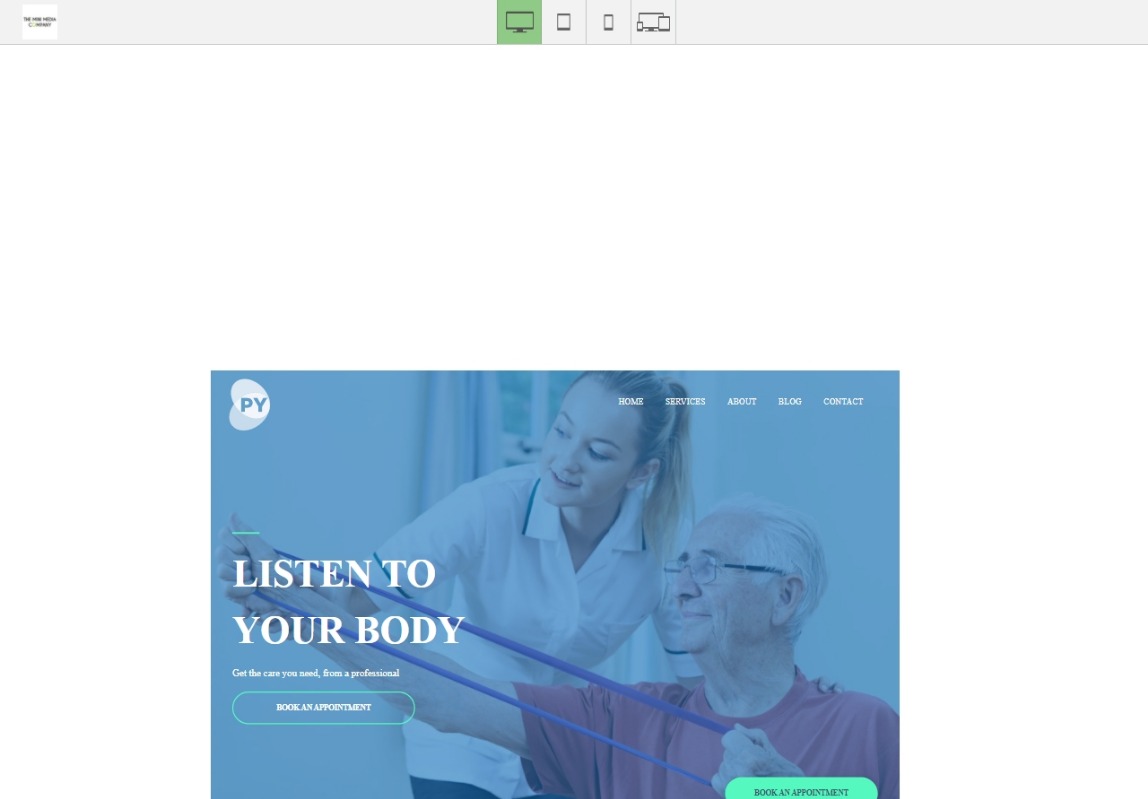 THE MINI MEDIA
COMPANY
PY
HOME SERVICES ABOUT BLOG CONTACT
LISTEN TO
YOUR BODY
Get the care you need, from a professional
BOOK AN APPOINTMENT
BOOK AN APPOINTMENT